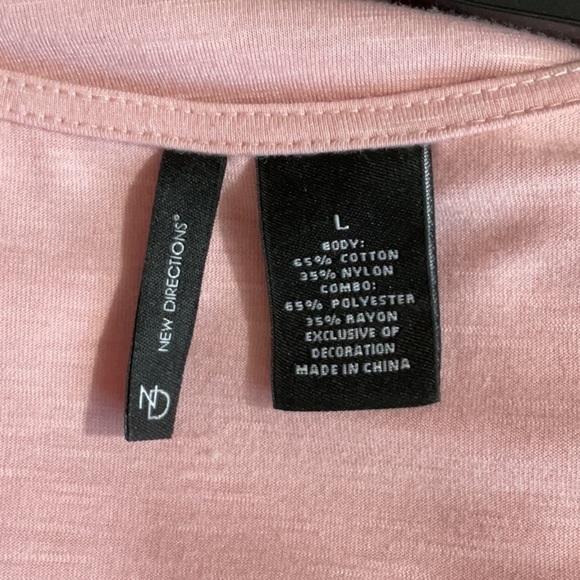 NEW DIRECTIONS®
ND
L
BODY:
65% COTTON
35% NYLON
COMBO:
65% POLYESTER
35% RAYON
EXCLUSIVE OF
DECORATION
MADE IN CHINA